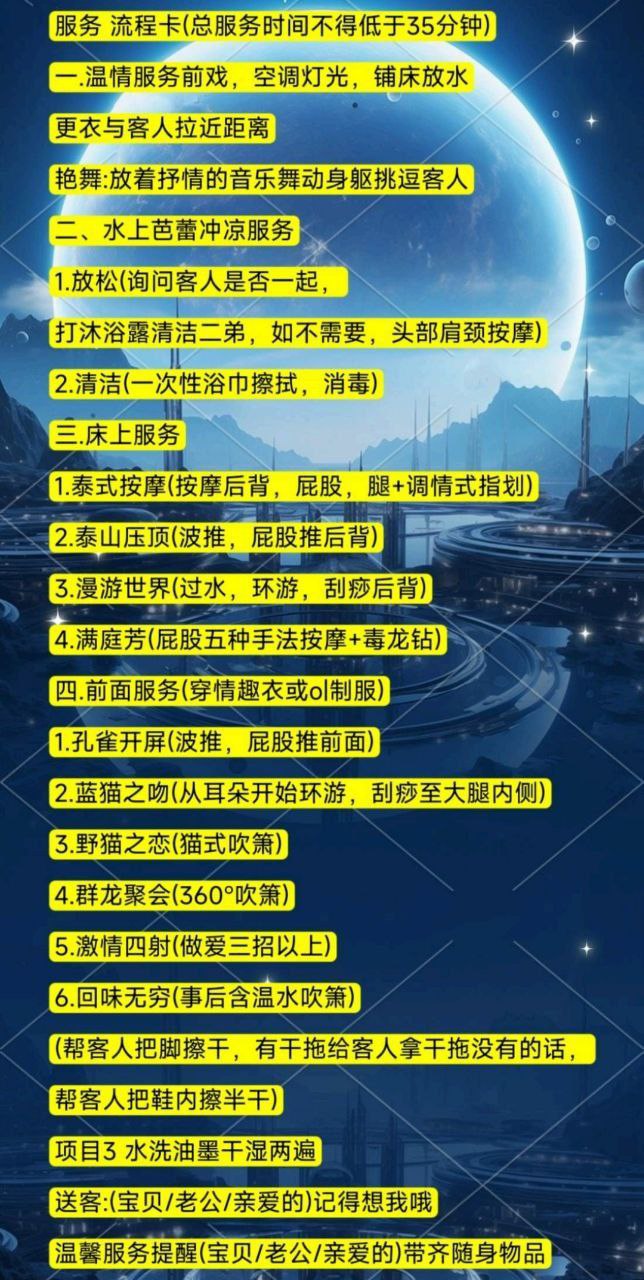 服务 流程卡(总服务时间不得低于35分钟)
一.温情服务前戏，空调灯光，铺床放水
更衣与客人拉近距离
艳舞:放着抒情的音乐舞动身躯挑逗客人
二、水上芭蕾冲凉服务
1.放松(询问客人是否一起，
打沐浴露清洁二弟，如不需要，头部肩颈按摩)
2.清洁(一次性浴巾擦拭，消毒)
三.床上服务
1.泰式按摩(按摩后背，屁股，腿+调情式指划)
2.泰山压顶(波推，屁股推后背)
3.漫游世界(过水，环游，刮痧后背)
4.满庭芳(屁股五种手法按摩+毒龙钻)
四.前面服务(穿情趣衣或ol制服)
1.孔雀开屏(波推，屁股推前面)
2.蓝猫之吻(从耳朵开始环游，刮痧至大腿内侧)
3.野猫之恋(猫式吹箫)
4.群龙聚会(360°吹箫)
5.激情四射(做爱三招以上)
6.回味无穷(事后含温水吹箫)
(帮客人把脚擦干，有干拖给客人拿干拖没有的话，
帮客人把鞋内擦半干)
项目3 水洗油墨干湿两遍
送客:(宝贝/老公/亲爱的)记得想我哦
温馨服务提醒(宝贝/老公/亲爱的)带齐随身物品